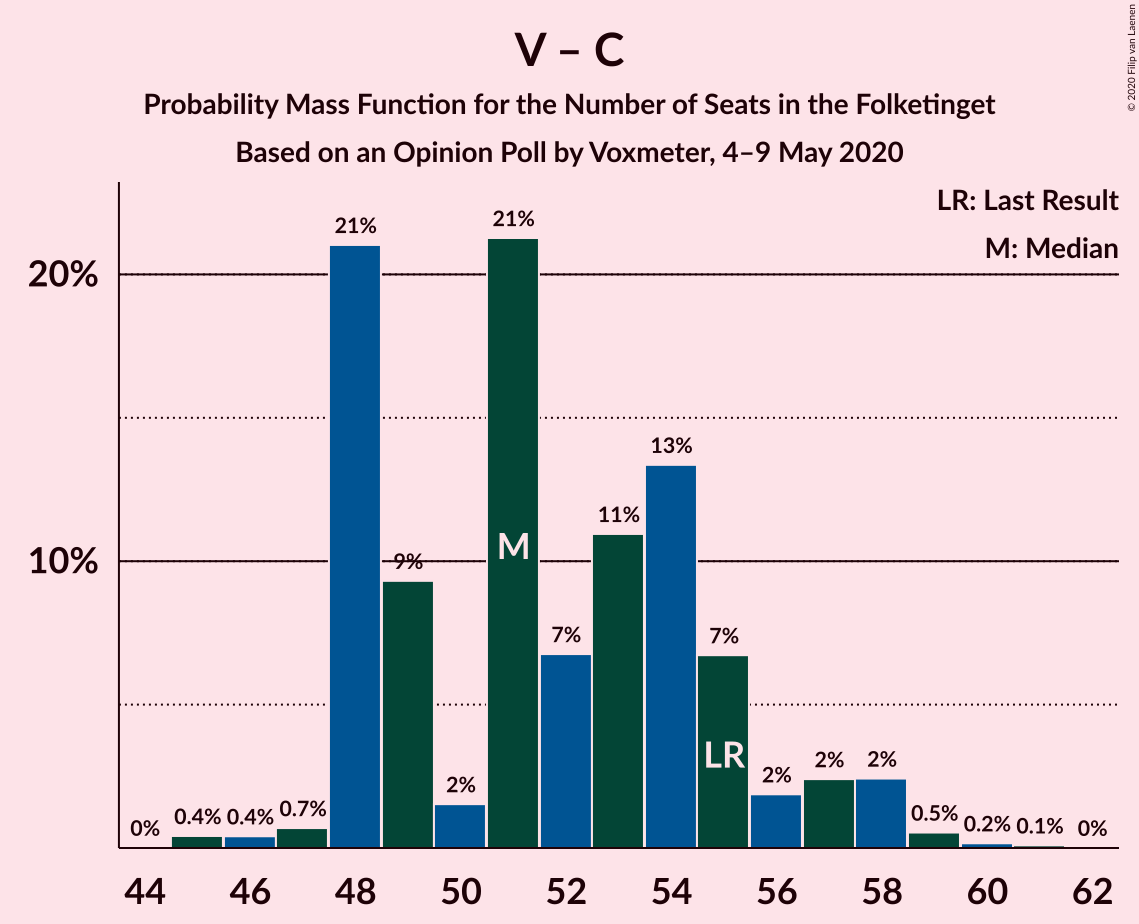 V – C
Probability Mass Function for the Number of Seats in the Folketinget
Based on an Opinion Poll by Voxmeter, 4–9 May 2020
© 2020 Filip van Laenen
LR: Last Result
M: Median
20%
10%
0%
0.4%
0.4%
0.7%
21%
9%
2%
21%
7%
11%
13%
7%
2%
2%
2%
0.5%
0.2%
0.1%
0%
M
LR
44 46 48 50 52 54 56 58 60 62